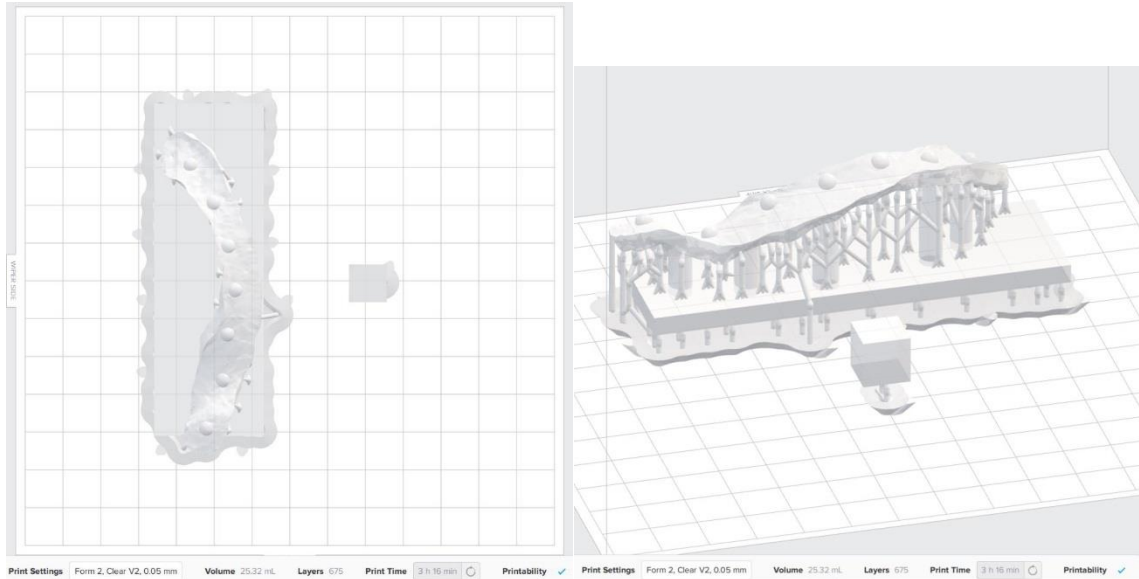 WIPER SIDE
Print Settings Form 2, Clear V2, 0.05 mm Volume 25.32 mL Layers 675 Print Time 3 h 16 min Printability
Print Settings Form 2, Clear V2, 0.05 mm Volume 25.32 mL Layers 675 Print Time 3 h 16 min Printability